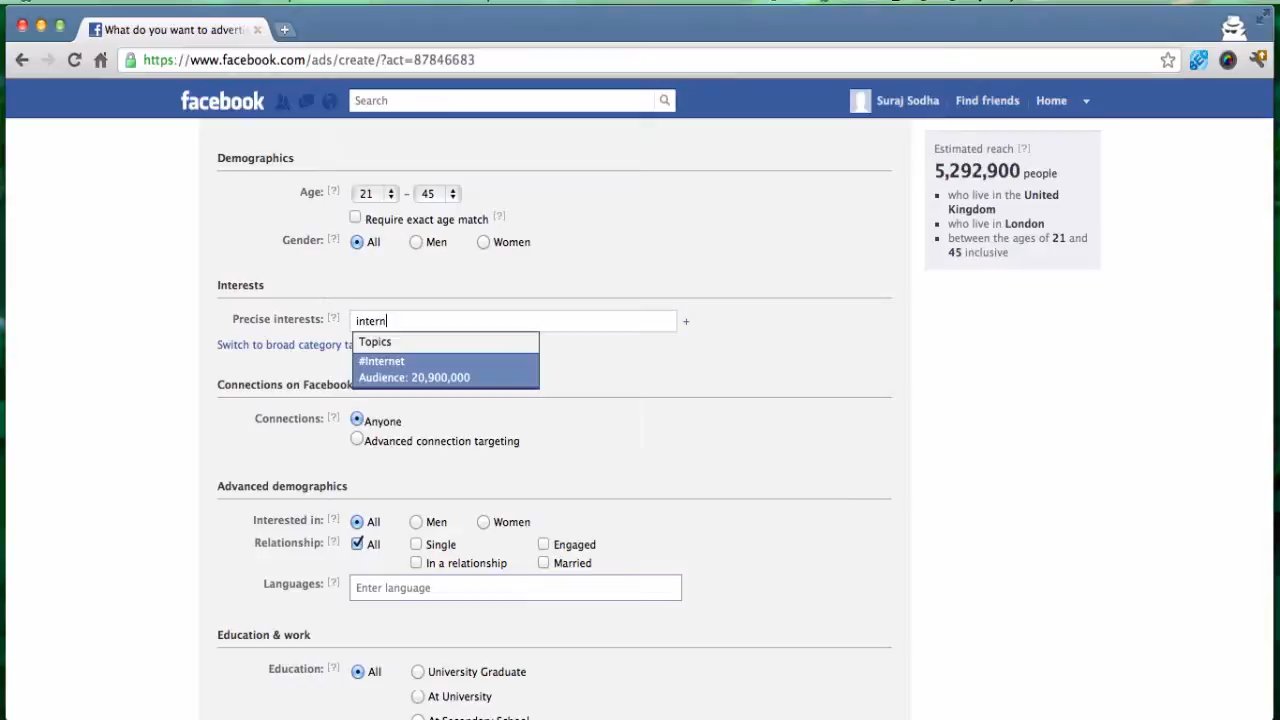 What do you want to adverti
https://www.facebook.com/ads/create/?act=87846683
facebook Search Suraj Sodha Find friends Home
Demographics
Age: [?] 21 – 45
Require exact age match [?]
Gender: [?] All Men Women
Interests
Precise interests: [?] intern +
Topics
Switch to broad category ta
#Internet
Audience: 20,900,000
Connections on Facebook
Connections: [?] Anyone
Advanced connection targeting
Advanced demographics
Interested in: [?] All Men Women
Relationship: [?] All Single Engaged
In a relationship Married
Languages: [?] Enter language
Education & work
Education: [?] All University Graduate
At University
At Secondary School
Estimated reach [?]
5,292,900 people
who live in the United
Kingdom
who live in London
between the ages of 21 and
45 inclusive